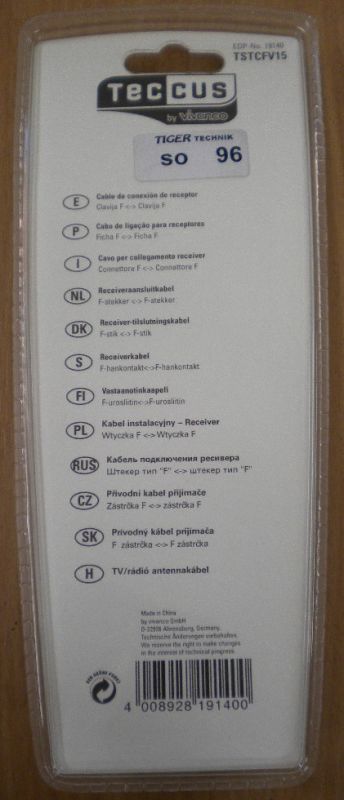 EDP-No. 19140
TSTCFV15
TECCUS
by vivanco
TIGER TECHNIK
SO 96
E Cable de conexión de receptor
Clavija F <-> Clavija F
P Cabo de ligação para receptores
Ficha F <-> Ficha F
I Cavo per collegamento receiver
Connettore F <-> Connettore F
NL Receiveraansluitkabel
F-stekker <-> F-stekker
DK Receiver-tilslutningskabel
F-stik <-> F-stik
S Receiverkabel
F-hankontakt<->F-hankontakt
FI Vastaanotinkaapeli
F-urosliitin<->F-urosliitin
PL Kabel instalacyjny – Receiver
Wtyczka F <-> Wtyczka F
RUS Кабель подключения ресивера
Штекер тип "F" <-> штекер тип "F"
CZ Přívodní kabel přijímače
Zástrčka F <-> zástrčka F
SK Prívodný kábel prijímača
F zástrčka <-> F zástrčka
H TV/rádió antennakábel
Made in China
by vivanco GmbH
D-22926 Ahrensburg, Germany.
Technische Änderungen vorbehalten.
We reserve the right to make changes
in the interest of technical progress.
DER GRÜNE PUNKT
4 008928 191400